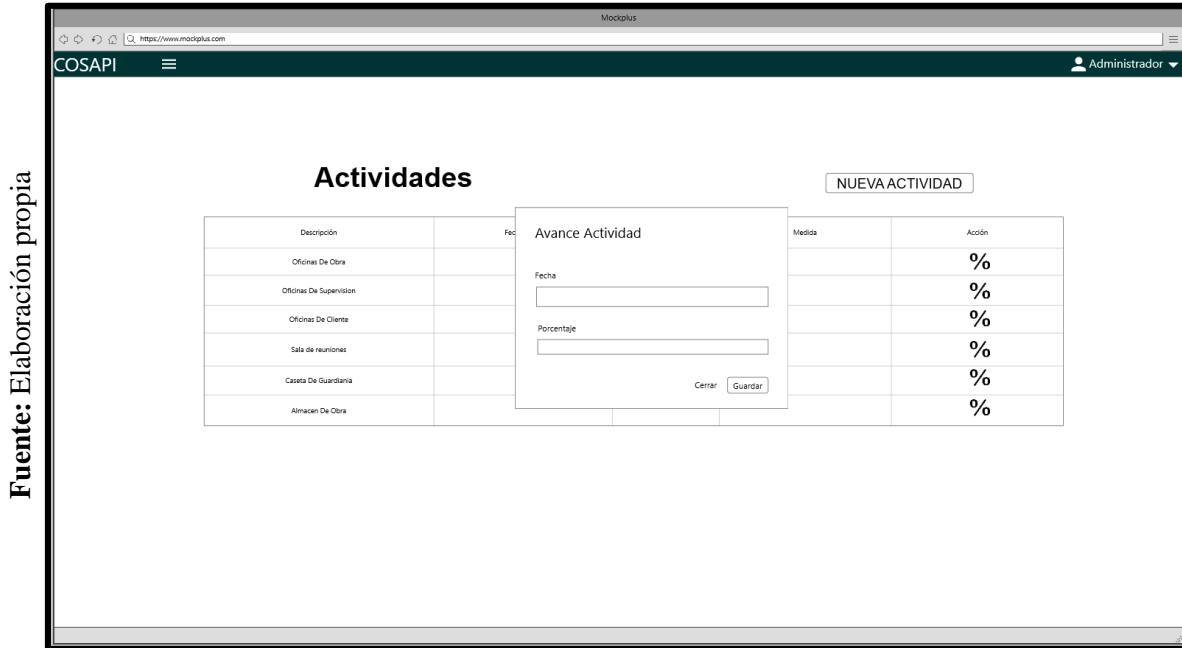 Mockplus
https://www.mockplus.com
COSAPI
Administrador
Actividades
NUEVA ACTIVIDAD
Descripción
Fec
Medida
Acción
Oficinas De Obra
%
Oficinas De Supervision
%
Oficinas De Cliente
%
Sala de reuniones
%
Caseta De Guardiania
%
Almacen De Obra
%
Avance Actividad
Fecha
Porcentaje
Cerrar
Guardar
Fuente: Elaboración propia